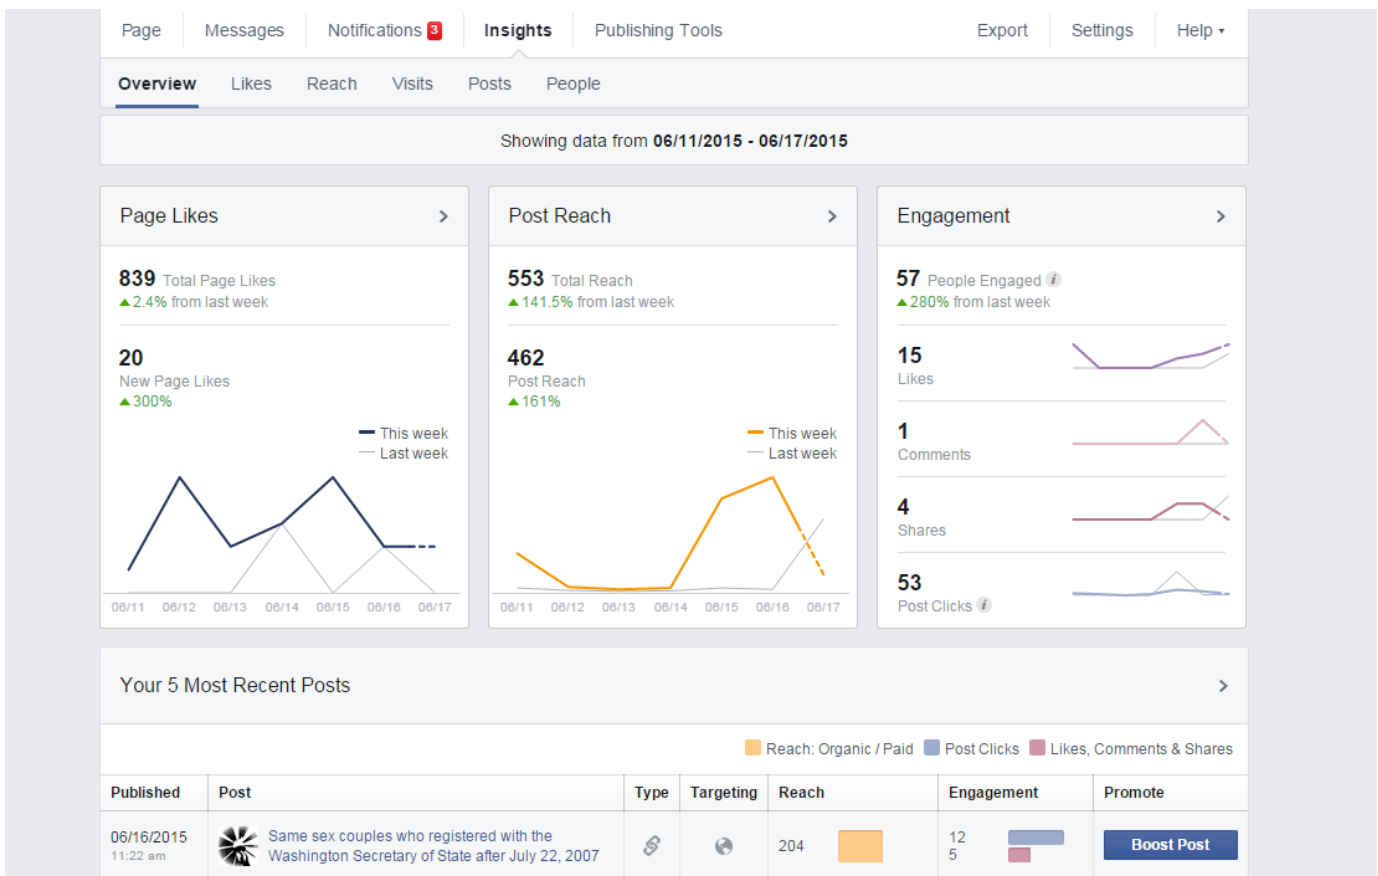 Page Messages Notifications 3 Insights Publishing Tools Export Settings Help
Overview Likes Reach Visits Posts People
Showing data from 06/11/2015 - 06/17/2015
Page Likes
839 Total Page Likes
2.4% from last week
20
New Page Likes
300%
This week
Last week
06/11 06/12 06/13 06/14 06/15 06/16 06/17
Post Reach
553 Total Reach
141.5% from last week
462
Post Reach
161%
This week
Last week
06/11 06/12 06/13 06/14 06/15 06/16 06/17
Engagement
57 People Engaged i
280% from last week
15
Likes
1
Comments
4
Shares
53
Post Clicks i
Your 5 Most Recent Posts
Reach: Organic / Paid Post Clicks Likes, Comments & Shares
Published Post Type Targeting Reach Engagement Promote
06/16/2015
11:22 am
Same sex couples who registered with the
Washington Secretary of State after July 22, 2007
204
12
5
Boost Post